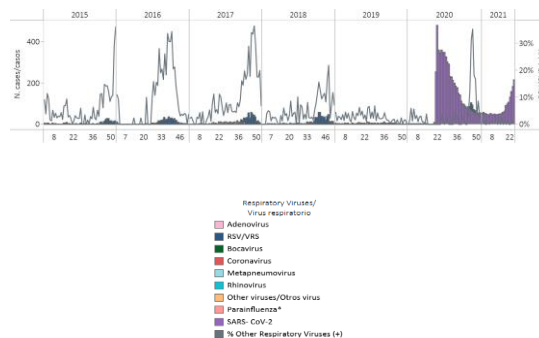 2015 2016 2017 2018 2019 2020 2021
400
200
0
N. cases/casos
30%
20%
10%
0%
8 22 36 50 7 20 33 46 8 22 36 50 7 20 33 46 8 22 36 50 8 22 36 50 8 22
Respiratory Viruses/
Virus respiratorio
Adenovirus
RSV/VRS
Bocavirus
Coronavirus
Metapneumovirus
Rhinovirus
Other viruses/Otros virus
Parainfluenza*
SARS- CoV-2
% Other Respiratory Viruses (+)